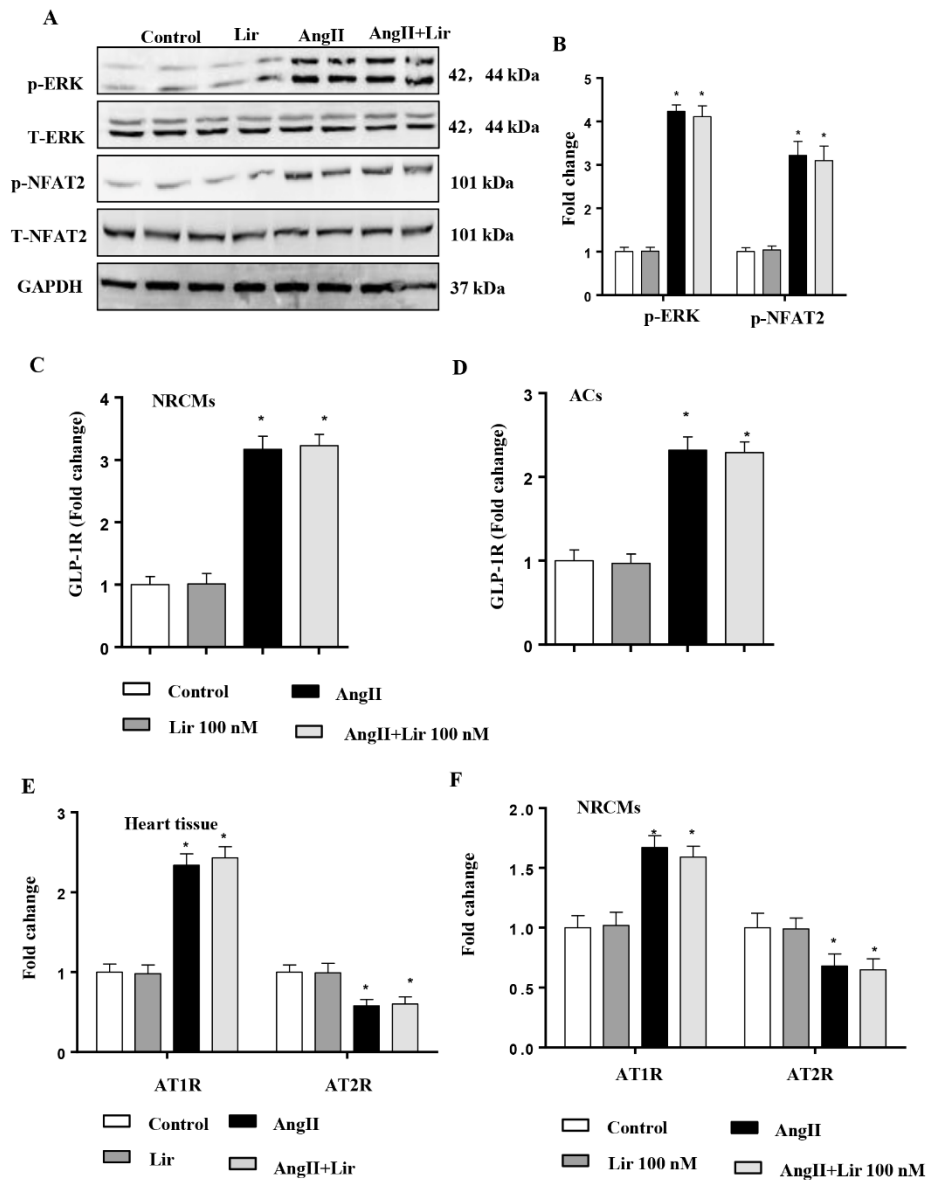 A
Control Lir AngII AngII+Lir
p-ERK 42, 44 kDa
T-ERK 42, 44 kDa
p-NFAT2 101 kDa
T-NFAT2 101 kDa
GAPDH 37 kDa
B
Fold change
5
4
3
2
1
0
* * * *
p-ERK p-NFAT2
C
NRCMs
GLP-1R (Fold cahange)
4
3
2
1
0
* *
Control AngII
Lir 100 nM AngII+Lir 100 nM
D
ACs
GLP-1R (Fold cahange)
3
2
1
0
* *
E
Heart tissue
Fold cahange
3
2
1
0
* * * *
AT1R AT2R
Control AngII
Lir AngII+Lir
F
NRCMs
Fold cahange
2.0
1.5
1.0
0.5
0.0
* * * *
AT1R AT2R
Control AngII
Lir 100 nM AngII+Lir 100 nM